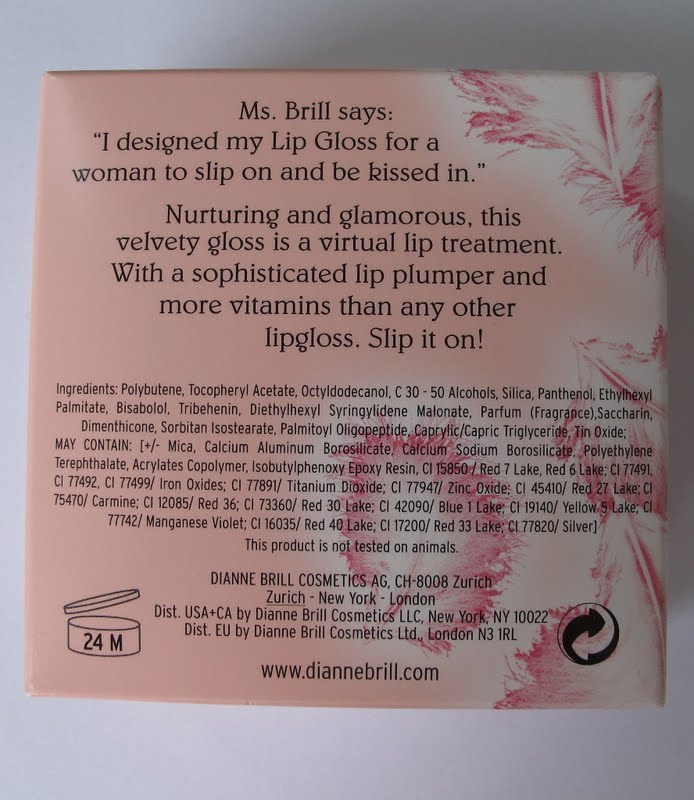 Ms. Brill says:
“I designed my Lip Gloss for a
woman to slip on and be kissed in.”
Nurturing and glamorous, this
velvety gloss is a virtual lip treatment.
With a sophisticated lip plumper and
more vitamins than any other
lipgloss. Slip it on!
Ingredients: Polybutene, Tocopheryl Acetate, Octyldodecanol, C 30 - 50 Alcohols, Silica, Panthenol, Ethylhexyl
Palmitate, Bisabolol, Tribehenin, Diethylhexyl Syringylidene Malonate, Parfum (Fragrance),Saccharin,
Dimenthicone, Sorbitan Isostearate, Palmitoyl Oligopeptide, Caprylic/Capric Triglyceride, Tin Oxide;
MAY CONTAIN: [+/- Mica, Calcium Aluminum Borosilicate, Calcium Sodium Borosilicate, Polyethylene
Terephthalate, Acrylates Copolymer, Isobutylphenoxy Epoxy Resin, CI 15850 / Red 7 Lake, Red 6 Lake; CI 77491,
CI 77492, CI 77499/ Iron Oxides; CI 77891/ Titanium Dioxide; CI 77947/ Zinc Oxide; CI 45410/ Red 27 Lake; CI
75470/ Carmine; CI 12085/ Red 36; CI 73360/ Red 30 Lake; CI 42090/ Blue 1 Lake; CI 19140/ Yellow 5 Lake; CI
77742/ Manganese Violet; CI 16035/ Red 40 Lake; CI 17200/ Red 33 Lake; CI 77820/ Silver]
This product is not tested on animals.
DIANNE BRILL COSMETICS AG, CH-8008 Zurich
Zurich - New York - London
Dist. USA+CA by Dianne Brill Cosmetics LLC, New York, NY 10022
Dist. EU by Dianne Brill Cosmetics Ltd., London N3 1RL
24 M
www.diannebrill.com